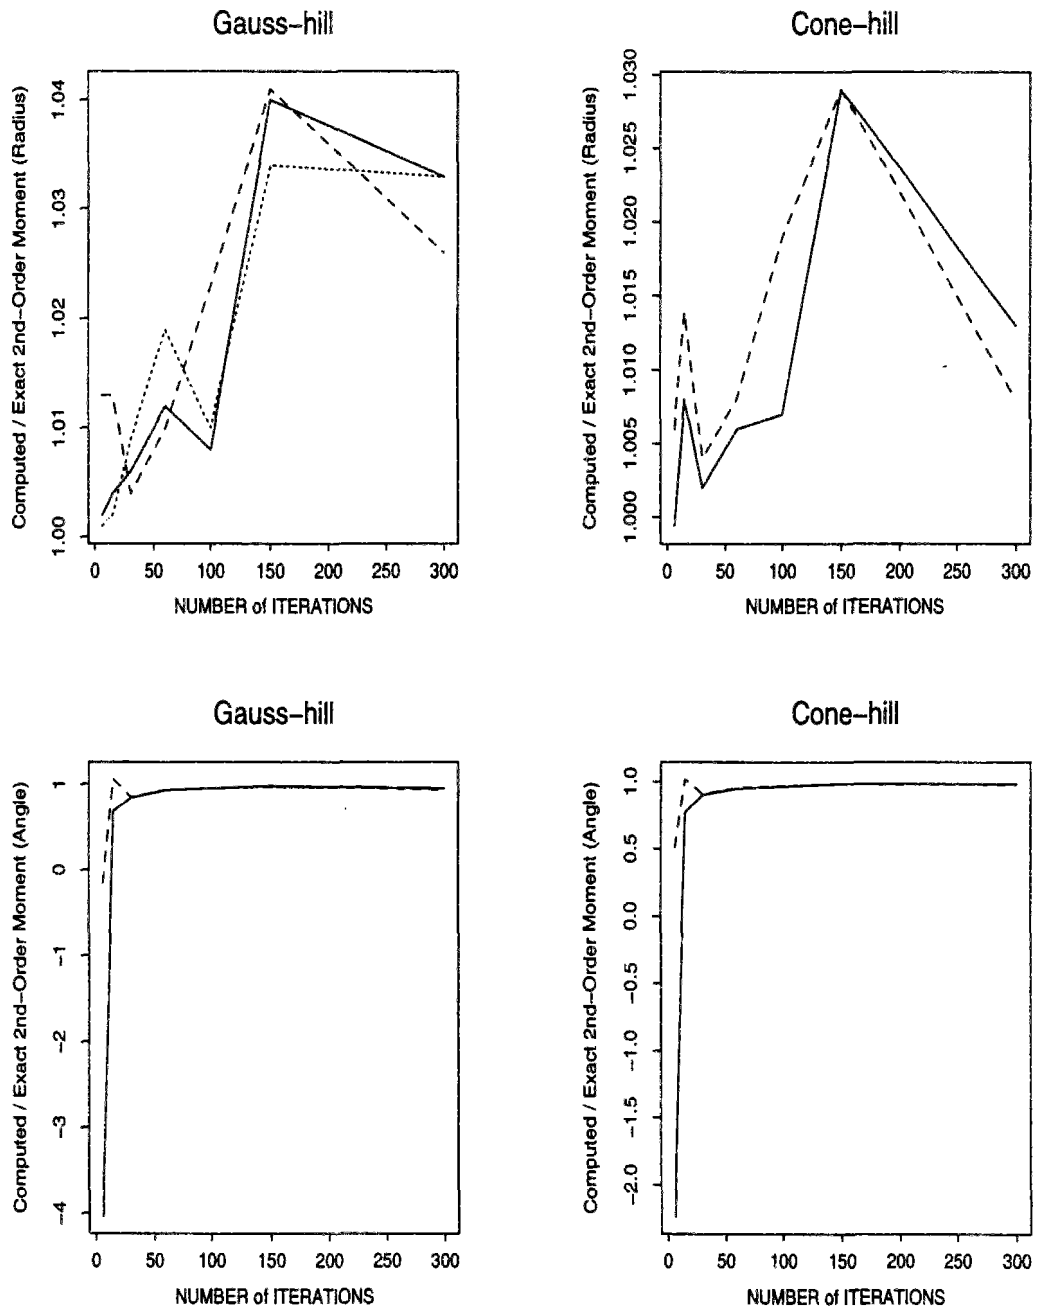 Gauss-hill
Computed / Exact 2nd-Order Moment (Radius)
1.04
1.03
1.02
1.01
1.00
0 50 100 150 200 250 300
NUMBER of ITERATIONS
Cone-hill
Computed / Exact 2nd-Order Moment (Radius)
1.030
1.025
1.020
1.015
1.010
1.005
1.000
0 50 100 150 200 250 300
NUMBER of ITERATIONS
Gauss-hill
Computed / Exact 2nd-Order Moment (Angle)
1
0
-1
-2
-3
-4
0 50 100 150 200 250 300
NUMBER of ITERATIONS
Cone-hill
Computed / Exact 2nd-Order Moment (Angle)
1.0
0.5
0.0
-0.5
-1.0
-1.5
-2.0
0 50 100 150 200 250 300
NUMBER of ITERATIONS